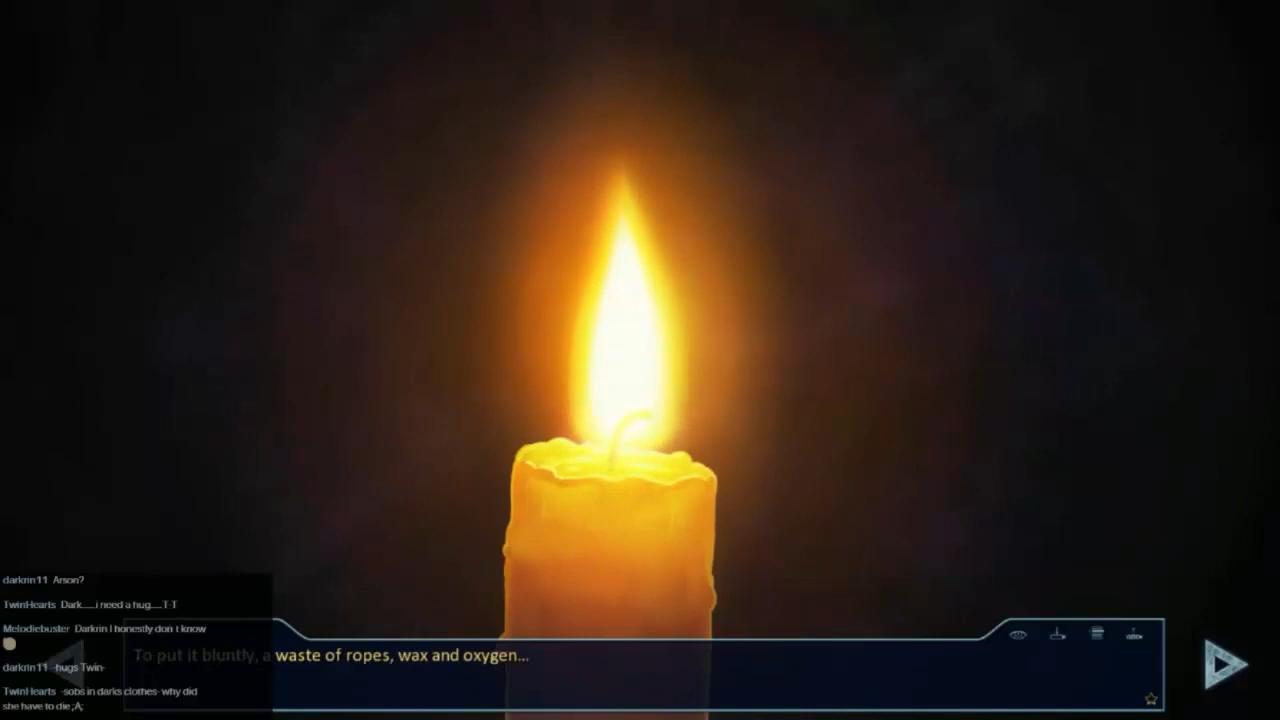 darkrin11 Arson?
TwinHearts Dark.....i need a hug.....T-T
Melodiebuster Darkrin I honestly don't know
To put it bluntly, a waste of ropes, wax and oxygen...
darkrin11 -hugs Twin-
TwinHearts -sobs in darks clothes- why did
she have to die ;A;